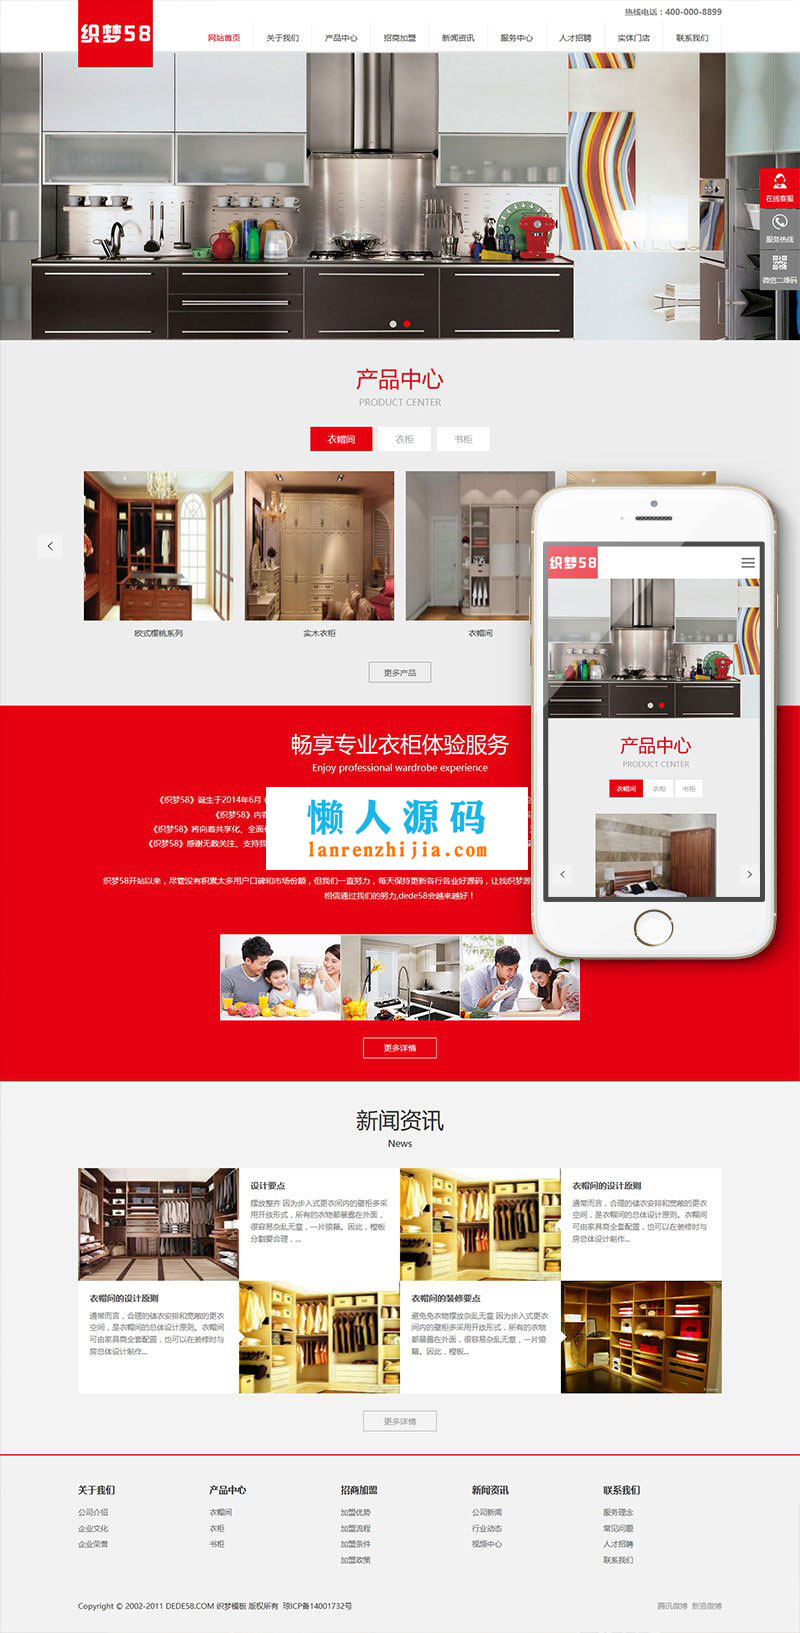 织梦58
热线电话：400-000-8899
网站首页 关于我们 产品中心 招商加盟 新闻资讯 服务中心 人才招聘 实体门店 联系我们
在线客服
服务热线
微信二维码
产品中心
PRODUCT CENTER
衣帽间 衣柜 书柜
欧式樱桃系列 实木衣柜 衣帽间
更多产品
织梦58
产品中心
PRODUCT CENTER
衣帽间 衣柜 书柜
畅享专业衣柜体验服务
Enjoy professional wardrobe experience
《织梦58》诞生于2014年6月
《织梦58》内容
《织梦58》将向着共享化、全面
《织梦58》感谢无数关注、支持我
懒人源码
lanrenzhijia.com
织梦58开始以来，尽管没有积累太多用户口碑和市场份额，但我们一直努力，每天保持更新各行各业好源码，让找织梦源
相信通过我们的努力,dede58会越来越好！
更多详情
新闻资讯
News
设计要点
摆放整齐 因为步入式更衣间内的壁柜多采
用开放形式，所有的衣物都暴露在外面，
很容易杂乱无章，一片狼籍。因此，橙板
分割要合理，...
衣帽间的设计原则
通常而言，合理的储衣安排和宽敞的更衣
空间，是衣帽间的总体设计原则。衣帽间
可由家具商全套配置，也可以在装修时与
房总体设计制作...
衣帽间的设计原则
通常而言，合理的储衣安排和宽敞的更衣
空间，是衣帽间的总体设计原则。衣帽间
可由家具商全套配置，也可以在装修时与
房总体设计制作...
衣帽间的装修要点
避免免衣物摆放杂乱无章 因为步入式更衣
间内的壁柜多采用开放形式，所有的衣物
都暴露在外面，很容易杂乱无章，一片狼
籍。因此，橙板...
更多详情
关于我们
公司介绍
企业文化
企业荣誉
产品中心
衣帽间
衣柜
书柜
招商加盟
加盟优势
加盟流程
加盟条件
加盟政策
新闻资讯
公司新闻
行业动态
视频中心
联系我们
服务理念
常见问题
人才招聘
联系我们
Copyright © 2002-2011 DEDE58.COM 织梦模板 版权所有 琼ICP备14001732号
腾讯微博 新浪微博